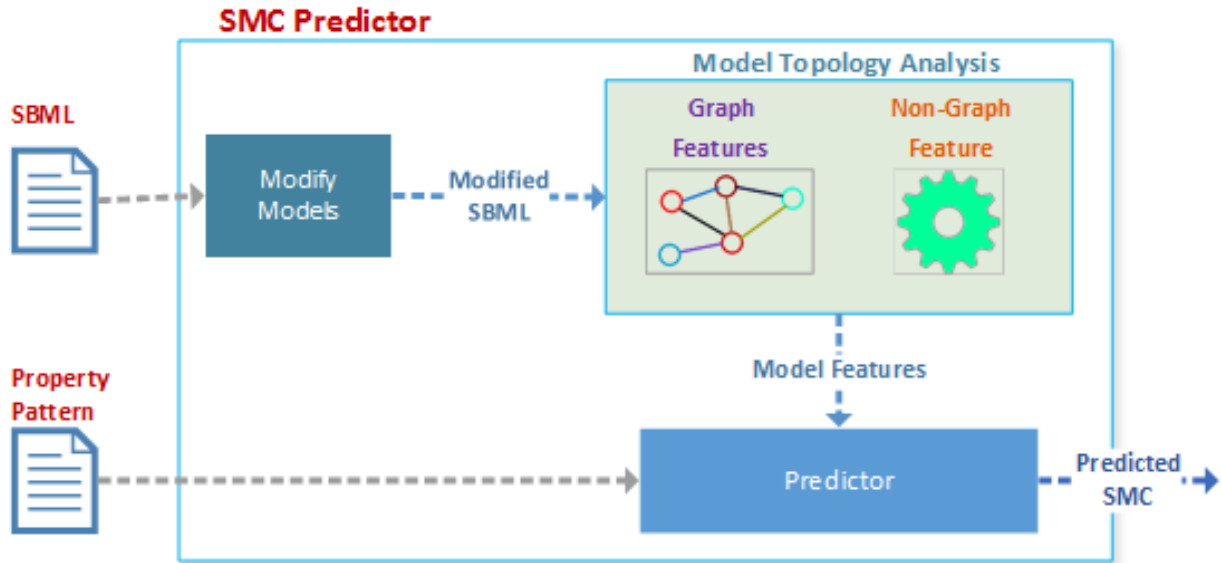 SMC Predictor
Model Topology Analysis
SBML
Graph
Features
Non-Graph
Feature
Modify
Models
Modified
SBML
Model Features
Property
Pattern
Predictor
Predicted
SMC